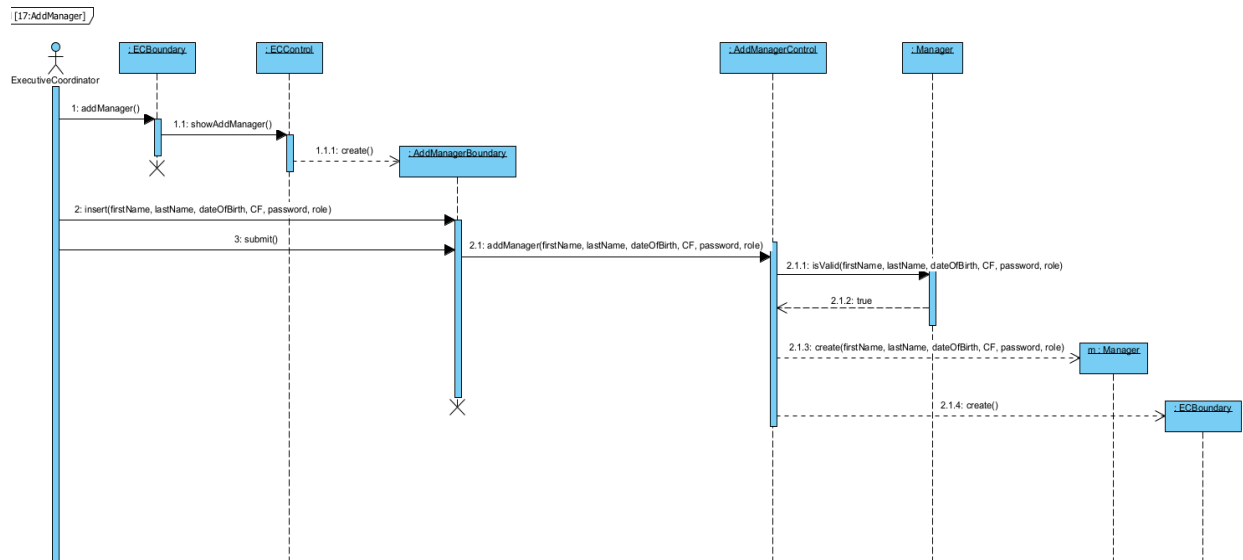 [17:AddManager]
: ECBoundary
: ECControl
: AddManagerControl
: Manager
ExecutiveCoordinator
1: addManager()
1.1: showAddManager()
1.1.1: create()
: AddManagerBoundary
2: insert(firstName, lastName, dateOfBirth, CF, password, role)
3: submit()
2.1: addManager(firstName, lastName, dateOfBirth, CF, password, role)
2.1.1: isValid(firstName, lastName, dateOfBirth, CF, password, role)
2.1.2: true
2.1.3: create(firstName, lastName, dateOfBirth, CF, password, role)
m : Manager
2.1.4: create()
: ECBoundary